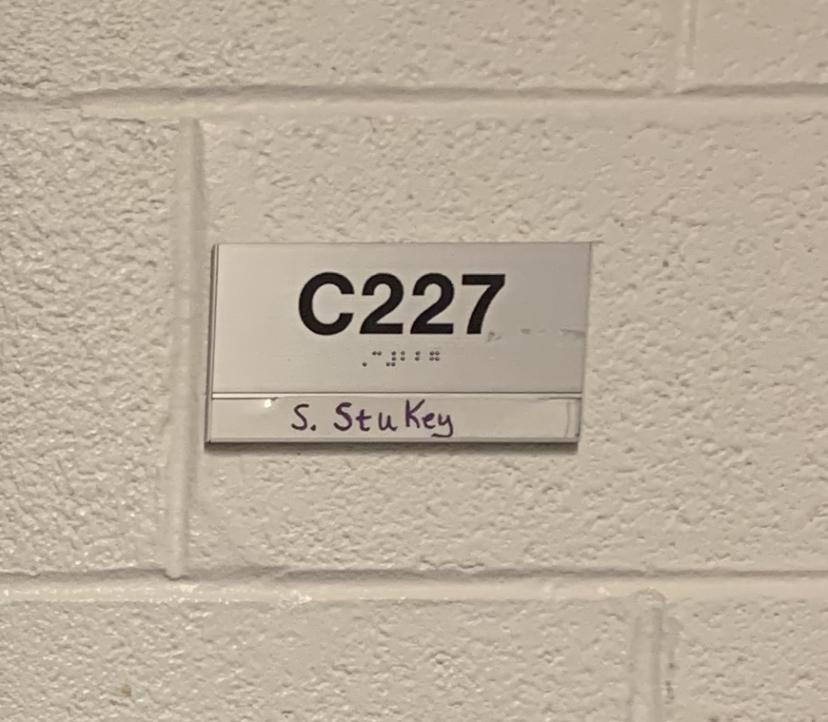 C227
⠠⠉⠼⠃⠃⠛
S. Stukey